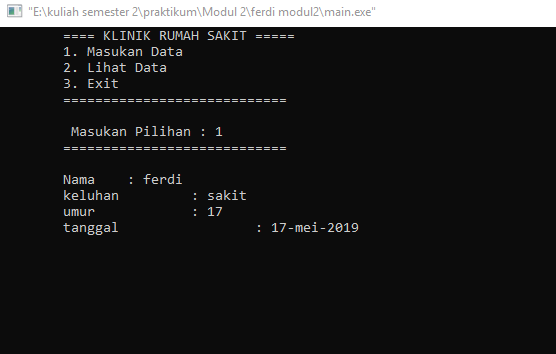 "E:\kuliah semester 2\praktikum\Modul 2\ferdi modul2\main.exe"
==== KLINIK RUMAH SAKIT =====
1. Masukan Data
2. Lihat Data
3. Exit
============================
Masukan Pilihan : 1
============================
Nama    : ferdi
keluhan         : sakit
umur            : 17
tanggal                 : 17-mei-2019